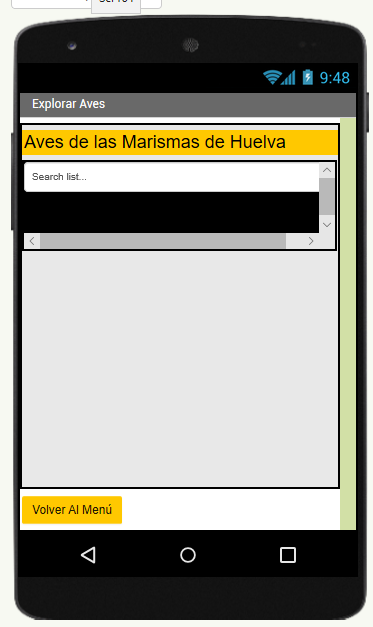 9:48
Explorar Aves
Aves de las Marismas de Huelva
Search list...
Volver Al Menú